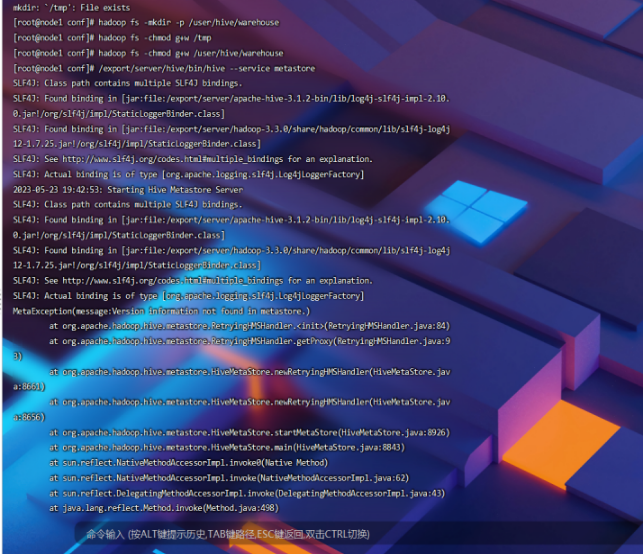 mkdir: `/tmp': File exists
[root@node1 conf]# hadoop fs -mkdir -p /user/hive/warehouse
[root@node1 conf]# hadoop fs -chmod g+w /tmp
[root@node1 conf]# hadoop fs -chmod g+w /user/hive/warehouse
[root@node1 conf]# /export/server/hive/bin/hive --service metastore
SLF4J: Class path contains multiple SLF4J bindings.
SLF4J: Found binding in [jar:file:/export/server/apache-hive-3.1.2-bin/lib/log4j-slf4j-impl-2.10.
0.jar!/org/slf4j/impl/StaticLoggerBinder.class]
SLF4J: Found binding in [jar:file:/export/server/hadoop-3.3.0/share/hadoop/common/lib/slf4j-log4j
12-1.7.25.jar!/org/slf4j/impl/StaticLoggerBinder.class]
SLF4J: See http://www.slf4j.org/codes.html#multiple_bindings for an explanation.
SLF4J: Actual binding is of type [org.apache.logging.slf4j.Log4jLoggerFactory]
2023-05-23 19:42:53: Starting Hive Metastore Server
SLF4J: Class path contains multiple SLF4J bindings.
SLF4J: Found binding in [jar:file:/export/server/apache-hive-3.1.2-bin/lib/log4j-slf4j-impl-2.10.
0.jar!/org/slf4j/impl/StaticLoggerBinder.class]
SLF4J: Found binding in [jar:file:/export/server/hadoop-3.3.0/share/hadoop/common/lib/slf4j-log4j
12-1.7.25.jar!/org/slf4j/impl/StaticLoggerBinder.class]
SLF4J: See http://www.slf4j.org/codes.html#multiple_bindings for an explanation.
SLF4J: Actual binding is of type [org.apache.logging.slf4j.Log4jLoggerFactory]
MetaException(message:Version information not found in metastore.)
at org.apache.hadoop.hive.metastore.RetryingHMSHandler.<init>(RetryingHMSHandler.java:84)
at org.apache.hadoop.hive.metastore.RetryingHMSHandler.getProxy(RetryingHMSHandler.java:9
3)
at org.apache.hadoop.hive.metastore.HiveMetaStore.newRetryingHMSHandler(HiveMetaStore.jav
a:8661)
at org.apache.hadoop.hive.metastore.HiveMetaStore.newRetryingHMSHandler(HiveMetaStore.jav
a:8656)
at org.apache.hadoop.hive.metastore.HiveMetaStore.startMetaStore(HiveMetaStore.java:8926)
at org.apache.hadoop.hive.metastore.HiveMetaStore.main(HiveMetaStore.java:8843)
at sun.reflect.NativeMethodAccessorImpl.invoke0(Native Method)
at sun.reflect.NativeMethodAccessorImpl.invoke(NativeMethodAccessorImpl.java:62)
at sun.reflect.DelegatingMethodAccessorImpl.invoke(DelegatingMethodAccessorImpl.java:43)
at java.lang.reflect.Method.invoke(Method.java:498)
命令输入 (按ALT键提示历史,TAB键路径,ESC键返回,双击CTRL切换)